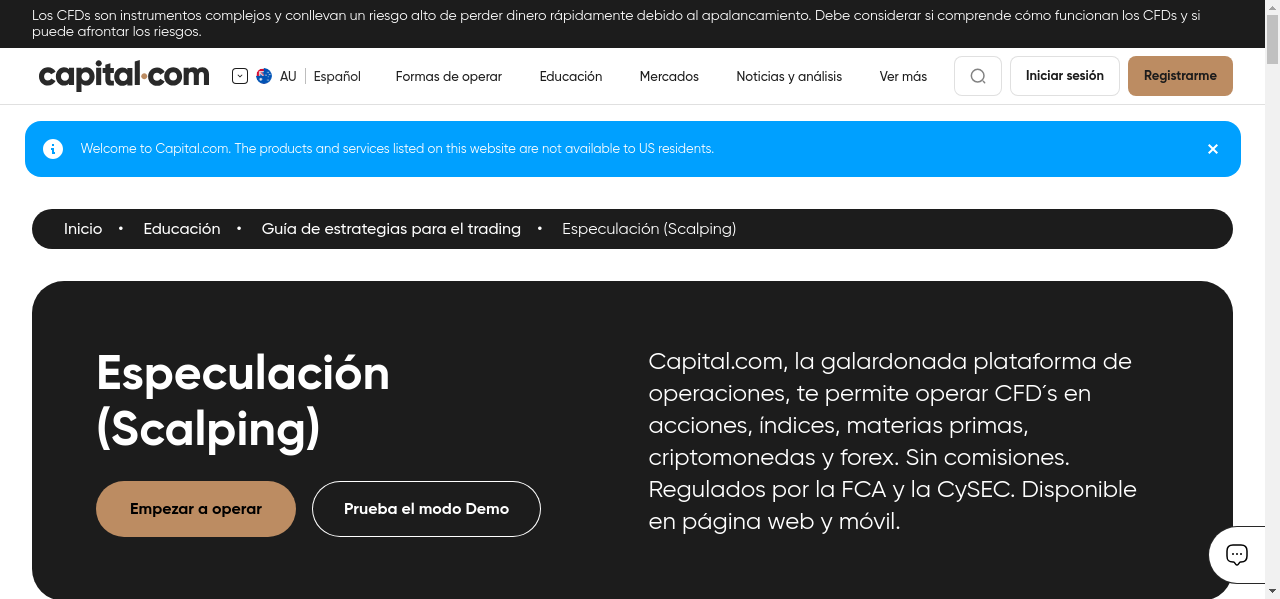 Los CFDs son instrumentos complejos y conllevan un riesgo alto de perder dinero rápidamente debido al apalancamiento. Debe considerar si comprende cómo funcionan los CFDs y si
puede afrontar los riesgos.
capital.com
AU
Español
Formas de operar
Educación
Mercados
Noticias y análisis
Ver más
Iniciar sesión
Registrarme
Welcome to Capital.com. The products and services listed on this website are not available to US residents.
Inicio • Educación • Guía de estrategias para el trading • Especulación (Scalping)
Especulación
(Scalping)
Empezar a operar
Prueba el modo Demo
Capital.com, la galardonada plataforma de
operaciones, te permite operar CFD´s en
acciones, índices, materias primas,
criptomonedas y forex. Sin comisiones.
Regulados por la FCA y la CySEC. Disponible
en página web y móvil.